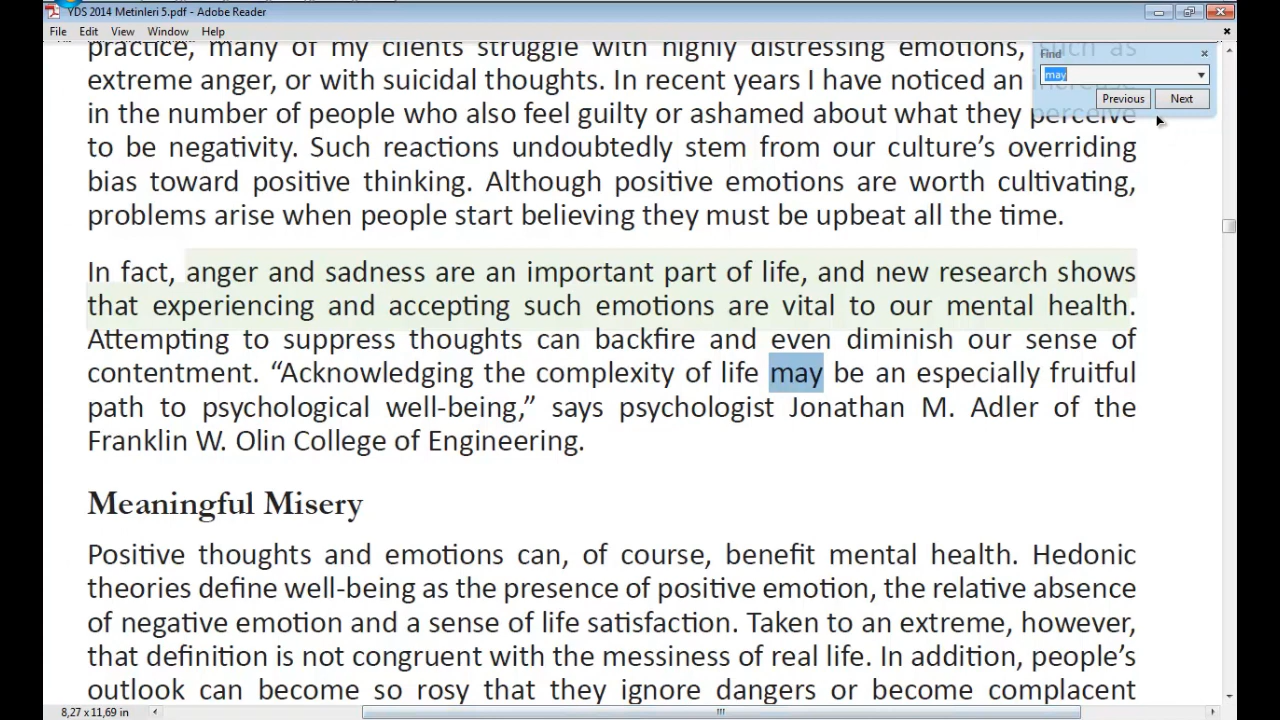 YDS 2014 Metinleri 5.pdf - Adobe Reader
File Edit View Window Help
Find
may
Previous Next
practice, many of my clients struggle with highly distressing emotions, such as
extreme anger, or with suicidal thoughts. In recent years I have noticed an increase
in the number of people who also feel guilty or ashamed about what they perceive
to be negativity. Such reactions undoubtedly stem from our culture’s overriding
bias toward positive thinking. Although positive emotions are worth cultivating,
problems arise when people start believing they must be upbeat all the time.
In fact, anger and sadness are an important part of life, and new research shows
that experiencing and accepting such emotions are vital to our mental health.
Attempting to suppress thoughts can backfire and even diminish our sense of
contentment. “Acknowledging the complexity of life may be an especially fruitful
path to psychological well-being,” says psychologist Jonathan M. Adler of the
Franklin W. Olin College of Engineering.
Meaningful Misery
Positive thoughts and emotions can, of course, benefit mental health. Hedonic
theories define well-being as the presence of positive emotion, the relative absence
of negative emotion and a sense of life satisfaction. Taken to an extreme, however,
that definition is not congruent with the messiness of real life. In addition, people’s
outlook can become so rosy that they ignore dangers or become complacent
8,27 x 11,69 in